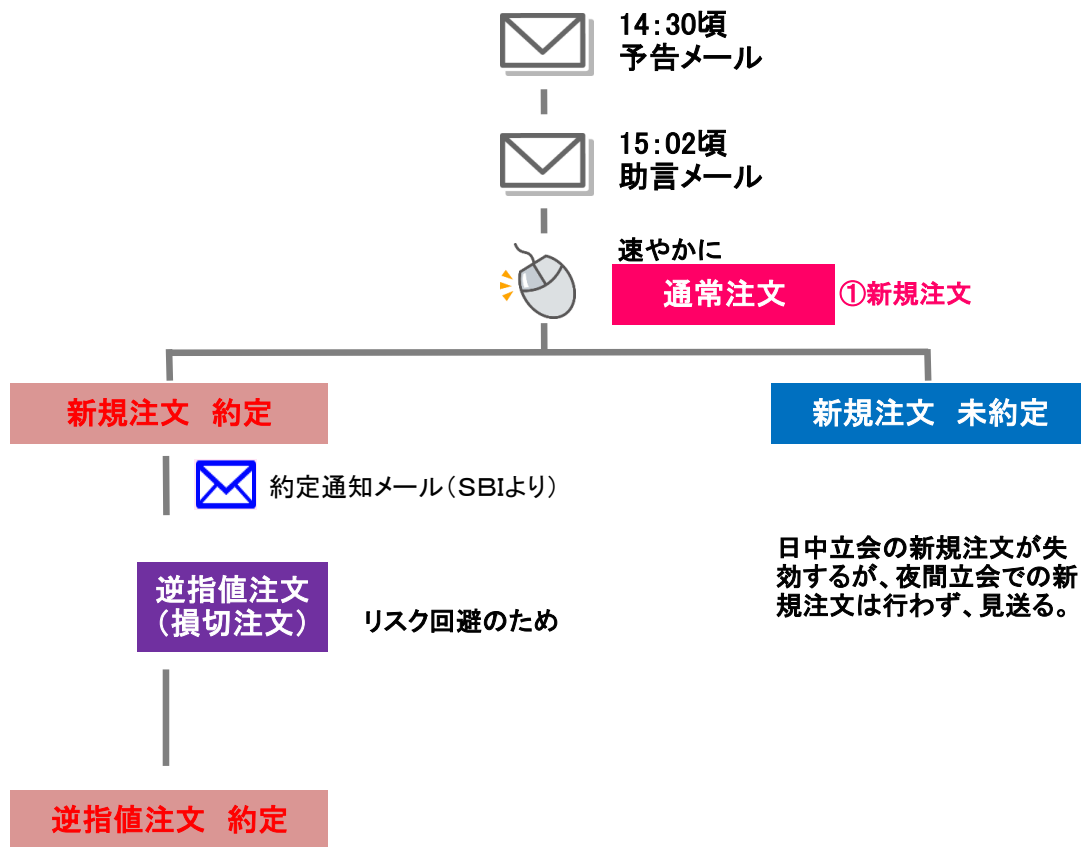 14:30頃
予告メール
15:02頃
助言メール
速やかに
通常注文
①新規注文
新規注文　約定
新規注文　未約定
約定通知メール（ＳＢＩより）
日中立会の新規注文が失
効するが、夜間立会での新
規注文は行わず、見送る。
逆指値注文
（損切注文）
リスク回避のため
逆指値注文　約定